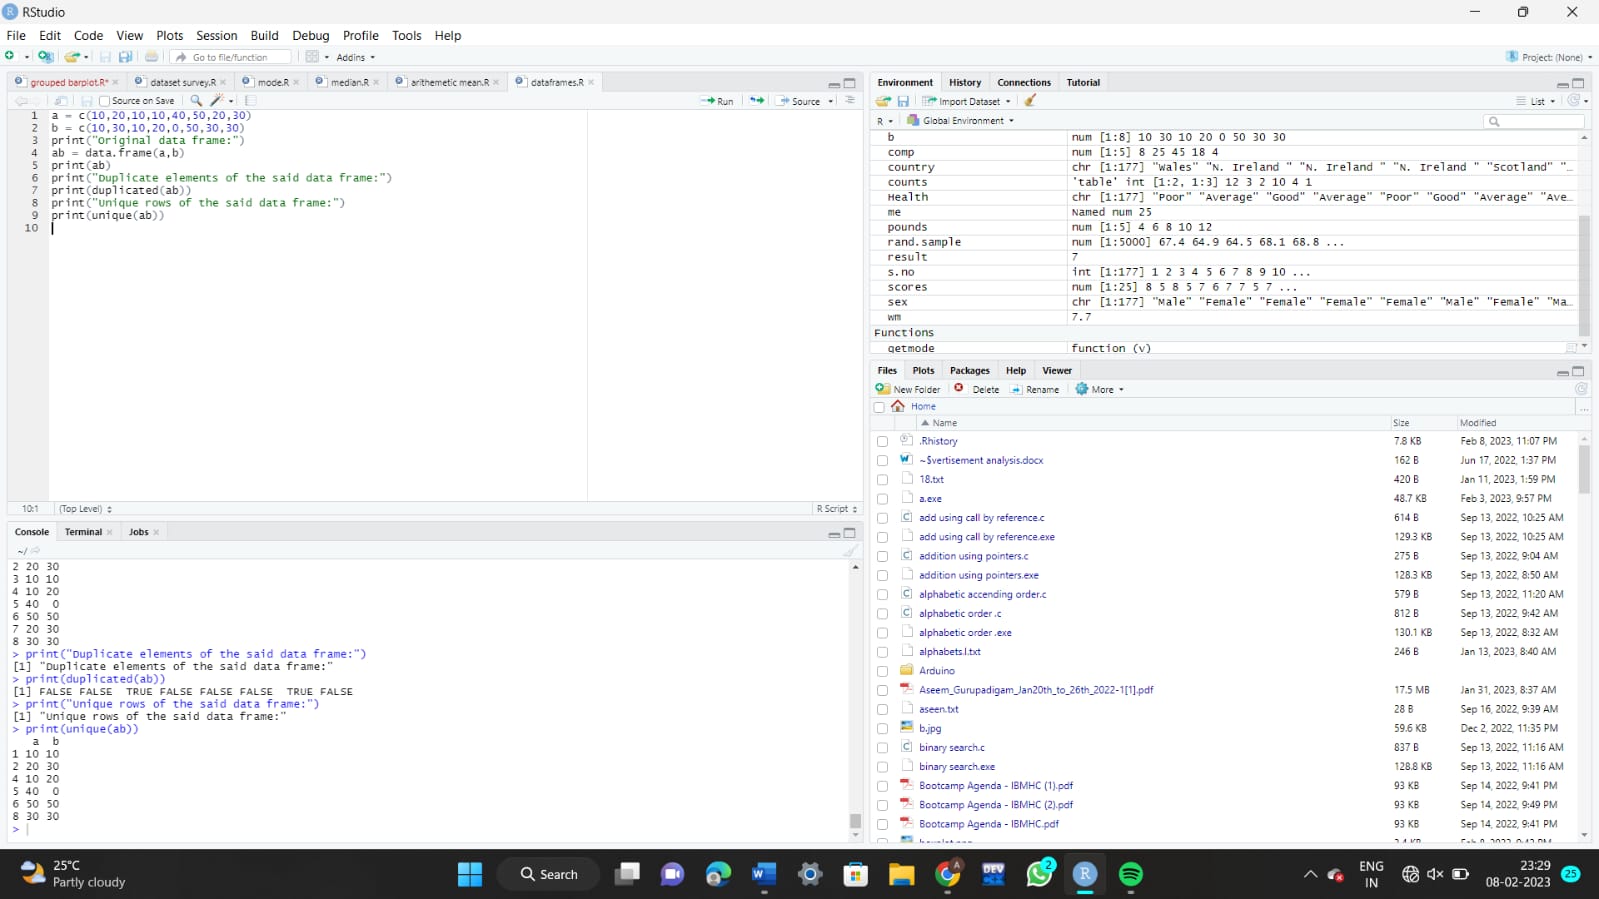 RStudio
File Edit Code View Plots Session Build Debug Profile Tools Help
Go to file/function Addins Project: (None)
grouped barplot.R* dataset survey.R mode.R median.R arithemetic mean.R dataframes.R
Source on Save Run Source
1 a = c(10,20,10,10,40,50,20,30)
2 b = c(10,30,10,20,0,50,30,30)
3 print("Original data frame:")
4 ab = data.frame(a,b)
5 print(ab)
6 print("Duplicate elements of the said data frame:")
7 print(duplicated(ab))
8 print("Unique rows of the said data frame:")
9 print(unique(ab))
10
10:1 (Top Level) R Script
Console Terminal Jobs
~/
2 20 30
3 10 10
4 10 20
5 40 0
6 50 50
7 20 30
8 30 30
> print("Duplicate elements of the said data frame:")
[1] "Duplicate elements of the said data frame:"
> print(duplicated(ab))
[1] FALSE FALSE TRUE FALSE FALSE FALSE TRUE FALSE
> print("Unique rows of the said data frame:")
[1] "Unique rows of the said data frame:"
> print(unique(ab))
a b
1 10 10
2 20 30
4 10 20
5 40 0
6 50 50
8 30 30
>
Environment History Connections Tutorial
Import Dataset List
R Global Environment
b num [1:8] 10 30 10 20 0 50 30 30
comp num [1:5] 8 25 45 18 4
country chr [1:177] "Wales" "N. Ireland " "N. Ireland " "N. Ireland " "Scotland" "…
counts 'table' int [1:2, 1:3] 12 3 2 10 4 1
Health chr [1:177] "Poor" "Average" "Good" "Average" "Poor" "Good" "Average" "Ave…
me Named num 25
pounds num [1:5] 4 6 8 10 12
rand.sample num [1:5000] 67.4 64.9 64.5 68.1 68.8 ...
result 7
s.no int [1:177] 1 2 3 4 5 6 7 8 9 10 ...
scores num [1:25] 8 5 8 5 7 6 7 7 5 7 ...
sex chr [1:177] "Male" "Female" "Female" "Female" "Female" "Male" "Female" "Ma…
wm 7.7
Functions
getmode function (v)
Files Plots Packages Help Viewer
New Folder Delete Rename More
Home ...
Name Size Modified
.Rhistory 7.8 KB Feb 8, 2023, 11:07 PM
~$vertisement analysis.docx 162 B Jun 17, 2022, 1:37 PM
18.txt 420 B Jan 11, 2023, 1:59 PM
a.exe 48.7 KB Feb 3, 2023, 9:57 PM
add using call by reference.c 614 B Sep 13, 2022, 10:25 AM
add using call by reference.exe 129.3 KB Sep 13, 2022, 10:25 AM
addition using pointers.c 275 B Sep 13, 2022, 9:04 AM
addition using pointers.exe 128.3 KB Sep 13, 2022, 8:50 AM
alphabetic accending order.c 579 B Sep 13, 2022, 11:20 AM
alphabetic order .c 812 B Sep 13, 2022, 9:42 AM
alphabetic order .exe 130.1 KB Sep 13, 2022, 8:32 AM
alphabets.l.txt 246 B Jan 13, 2023, 8:40 AM
Arduino
Aseem_Gurupadigam_Jan20th_to_26th_2022-1[1].pdf 17.5 MB Jan 31, 2023, 8:37 AM
aseen.txt 28 B Sep 16, 2022, 9:39 AM
b.jpg 59.6 KB Dec 2, 2022, 11:35 PM
binary search.c 837 B Sep 13, 2022, 11:16 AM
binary search.exe 128.8 KB Sep 13, 2022, 11:16 AM
Bootcamp Agenda - IBMHC (1).pdf 93 KB Sep 14, 2022, 9:41 PM
Bootcamp Agenda - IBMHC (2).pdf 93 KB Sep 14, 2022, 9:49 PM
Bootcamp Agenda - IBMHC.pdf 93 KB Sep 14, 2022, 9:41 PM
25°C
Partly cloudy
Search
DEV
2
ENG
IN
23:29
08-02-2023
25